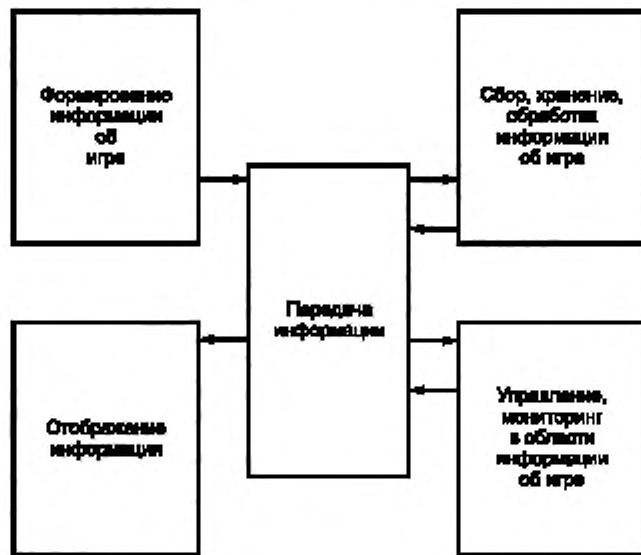 Формирование
информации
об
игре
Сбор, хранение,
обработка
информации
об игре
Передача
информации
Отображение
информации
Управление,
мониторинг
в области
информации
об игре